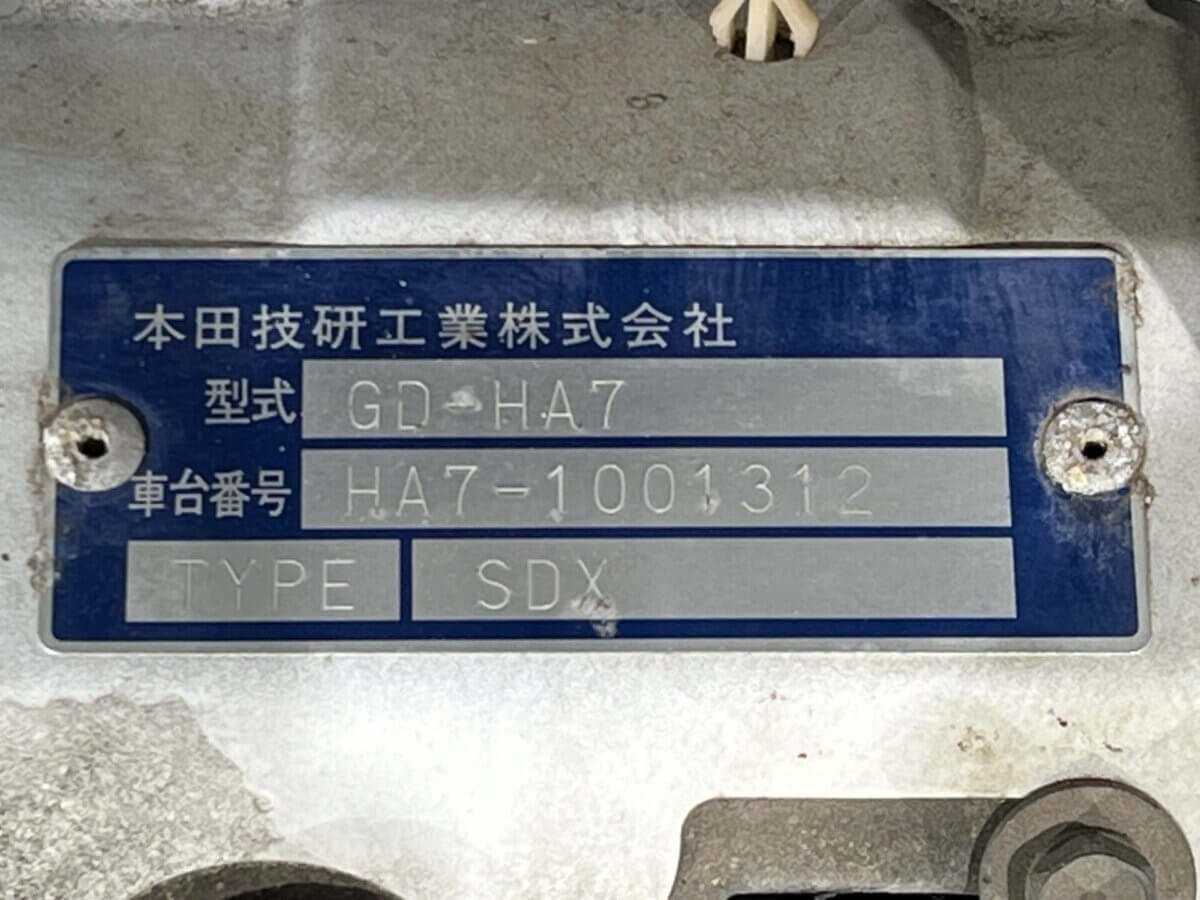 本田技研工業株式会社
型式 GD-HA7
車台番号 HA7-1001312
TYPE SDX